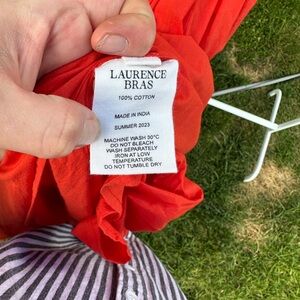 LAURENCE
BRAS
100% COTTON
MADE IN INDIA
SUMMER 2023
MACHINE WASH 30°C
DO NOT BLEACH
WASH SEPARATELY
IRON AT LOW
TEMPERATURE
DO NOT TUMBLE DRY